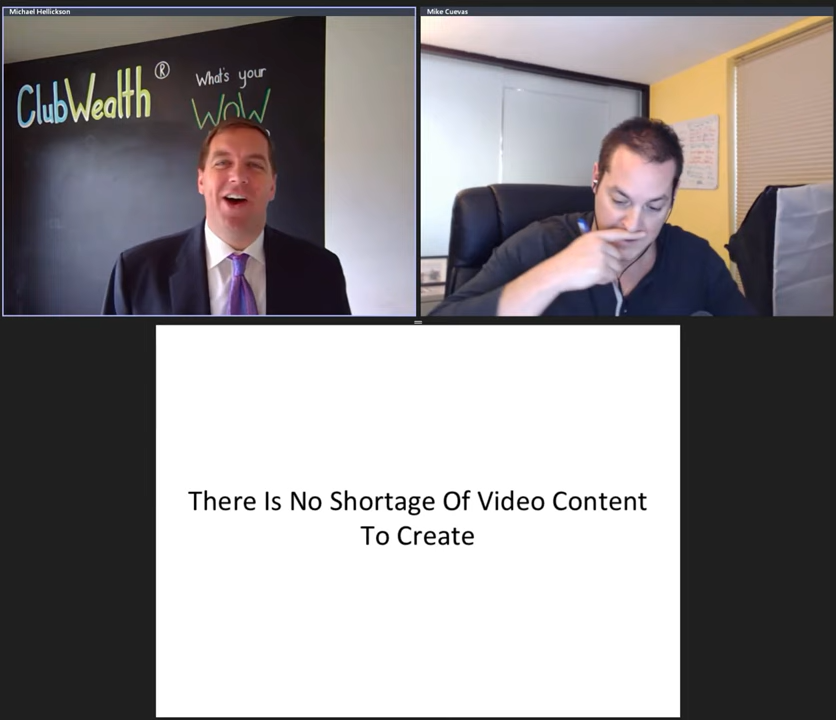 Michael Hellickson
Mike Cuevas
ClubWealth®
What's your
WOW
There Is No Shortage Of Video Content
To Create